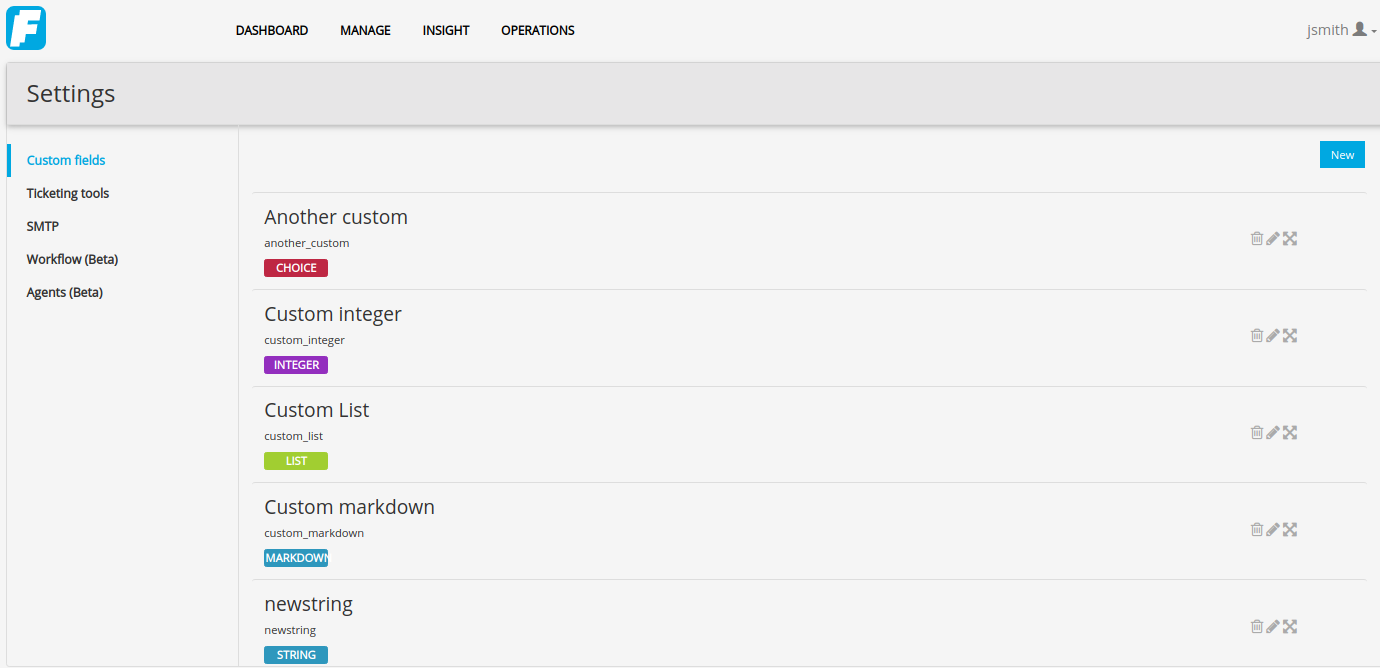 F
DASHBOARD MANAGE INSIGHT OPERATIONS jsmith
Settings
Custom fields
Ticketing tools
SMTP
Workflow (Beta)
Agents (Beta)
New
Another custom
another_custom
CHOICE
Custom integer
custom_integer
INTEGER
Custom List
custom_list
LIST
Custom markdown
custom_markdown
MARKDOWN
newstring
newstring
STRING